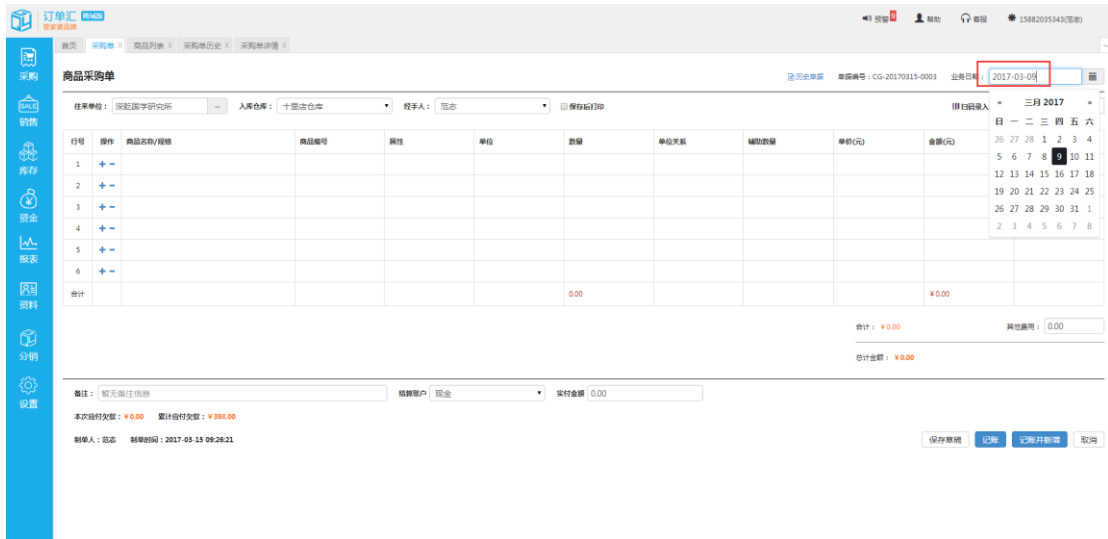 订单汇 商城版
管家婆品牌
预警 9 帮助 客服 15882035343(范志)
首页 采购单 X 商品列表 X 采购单历史 X 采购单详情 X
采购
销售
库存
资金
报表
资料
分销
设置
SALE
商品采购单
历史单据 单据编号：CG-20170315-0003 业务日期： 2017-03-09
往来单位： 深乾国学研究所 ... 入库仓库： 十里店仓库 经手人： 范志 保存后打印 扫码录入
« 三月 2017 »
日 一 二 三 四 五 六
26 27 28 1 2 3 4
5 6 7 8 9 10 11
12 13 14 15 16 17 18
19 20 21 22 23 24 25
26 27 28 29 30 31 1
2 3 4 5 6 7 8
行号 操作 商品名称/规格 商品编号 属性 单位 数量 单位关系 辅助数量 单价(元) 金额(元)
1 + −
2 + −
3 + −
4 + −
5 + −
6 + −
合计 0.00 ￥0.00
合计： ￥0.00 其他费用： 0.00
总计金额： ￥0.00
备注： 暂无备注信息 结算账户 现金 实付金额 0.00
本次应付欠款：￥0.00 累计应付欠款：￥390.00
制单人：范志 制单时间：2017-03-15 09:26:21
保存草稿 记账 记账并新增 取消